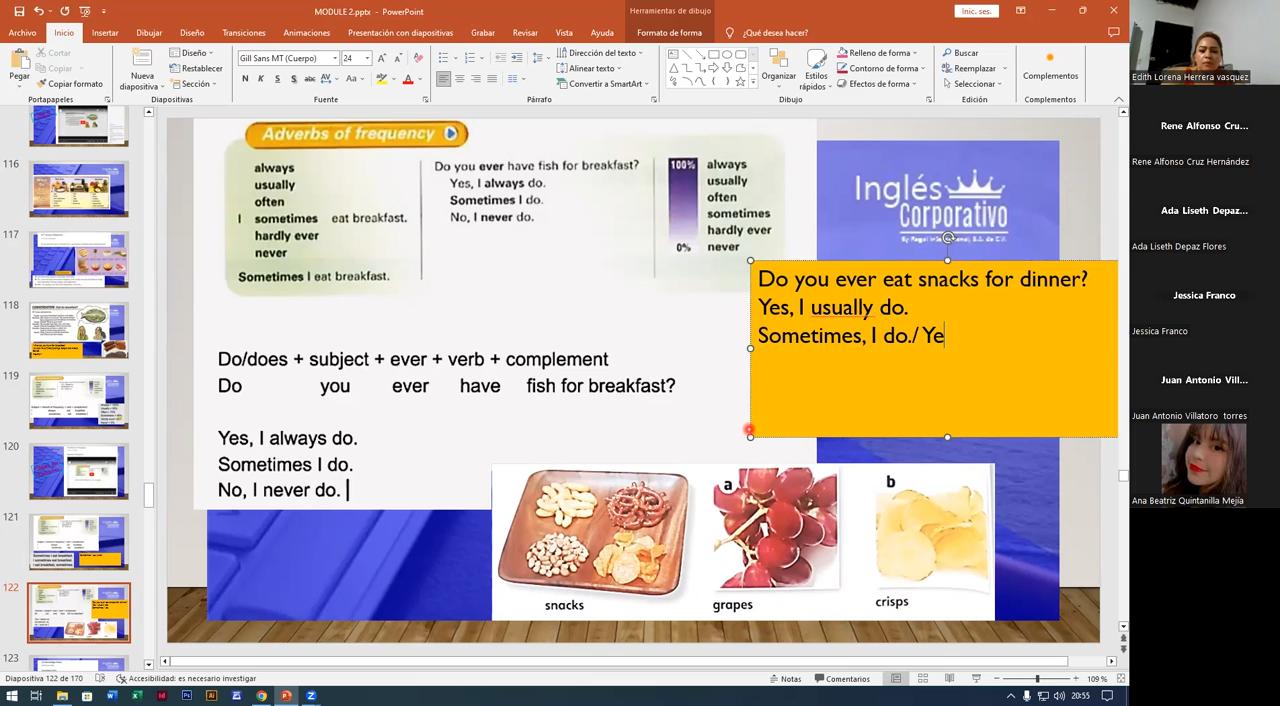 MODULE 2.pptx - PowerPoint
Herramientas de dibujo
Inic. ses.
Archivo Inicio Insertar Dibujar Diseño Transiciones Animaciones Presentación con diapositivas Grabar Revisar Vista Ayuda Formato de forma ¿Qué desea hacer?
Pegar
Cortar
Copiar
Copiar formato
Portapapeles
Nueva diapositiva
Diseño
Restablecer
Sección
Diapositivas
Gill Sans MT (Cuerpo) 24
N K S S abc AV Aa A
Fuente
Dirección del texto
Alinear texto
Convertir a SmartArt
Párrafo
Organizar
Estilos rápidos
Relleno de forma
Contorno de forma
Efectos de forma
Dibujo
Buscar
Reemplazar
Seleccionar
Edición
Complementos
Complementos
116
117
118
119
120
121
122
123
Adverbs of frequency
always
usually
often
I sometimes eat breakfast.
hardly ever
never
Sometimes I eat breakfast.
Do you ever have fish for breakfast?
Yes, I always do.
Sometimes I do.
No, I never do.
100% always
usually
often
sometimes
hardly ever
0% never
Inglés
Corporativo
Do you ever eat snacks for dinner?
Yes, I usually do.
Sometimes, I do./ Ye
Do/does + subject + ever + verb + complement
Do you ever have fish for breakfast?
Yes, I always do.
Sometimes I do.
No, I never do.
snacks
a
grapes
b
crisps
Edith Lorena Herrera vasquez
Rene Alfonso Cru...
Rene Alfonso Cruz Hernández
Ada Liseth Depaz...
Ada Liseth Depaz Flores
Jessica Franco
Jessica Franco
Juan Antonio Vill...
Juan Antonio Villatoro torres
Ana Beatriz Quintanilla Mejía
Diapositiva 122 de 170
Accesibilidad: es necesario investigar
Notas
Comentarios
109 %
20:55